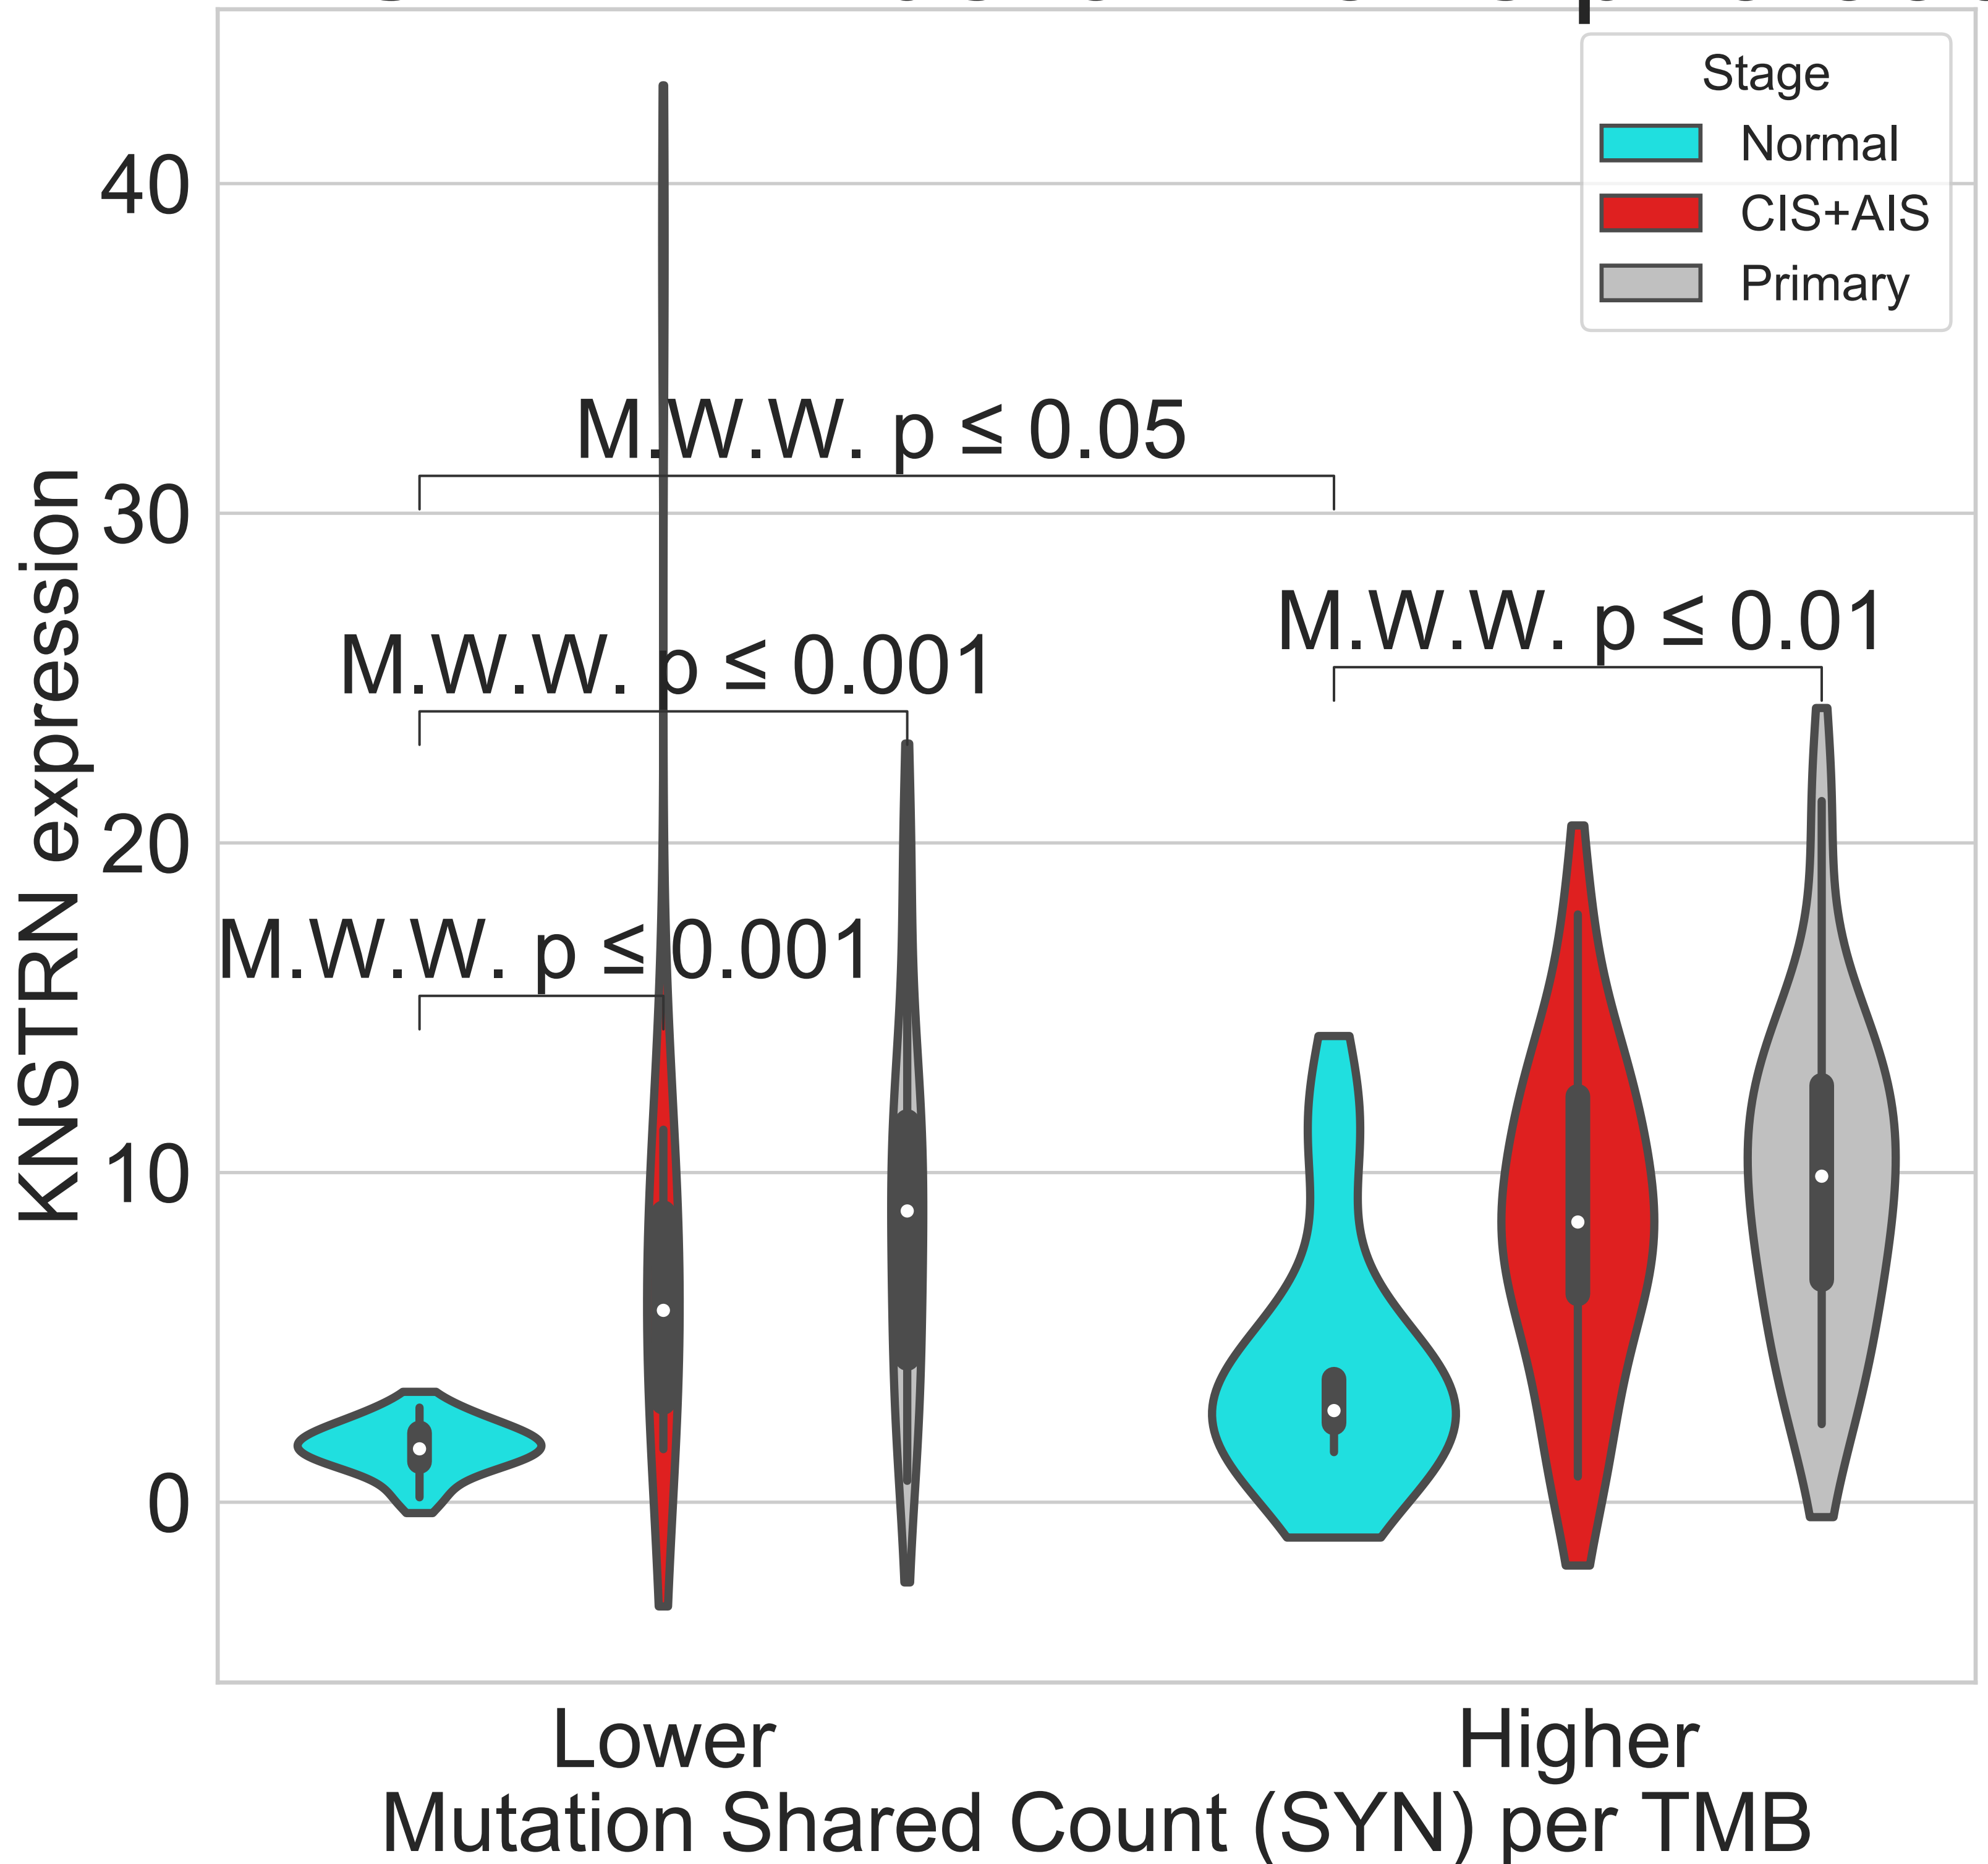 Stage
Normal
CIS+AIS
Primary
40
30
20
10
0
KNSTRN expression
M.W.W. p ≤ 0.05
M.W.W. p ≤ 0.01
M.W.W. p ≤ 0.001
M.W.W. p ≤ 0.001
Lower
Higher
Mutation Shared Count (SYN) per TMB